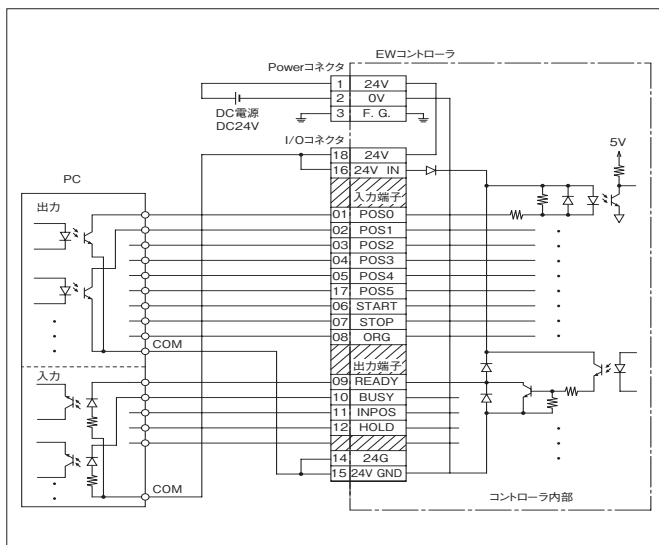 EWコントローラ
Powerコネクタ
1 24V
2 0V
3 F. G.
DC電源
DC24V
I/Oコネクタ
18 24V
16 24V IN
5V
PC
出力
入力端子
01 POS0
02 POS1
03 POS2
04 POS3
05 POS4
17 POS5
06 START
07 STOP
08 ORG
COM
出力端子
入力
09 READY
10 BUSY
11 INPOS
12 HOLD
14 24G
15 24V GND
COM
コントローラ内部